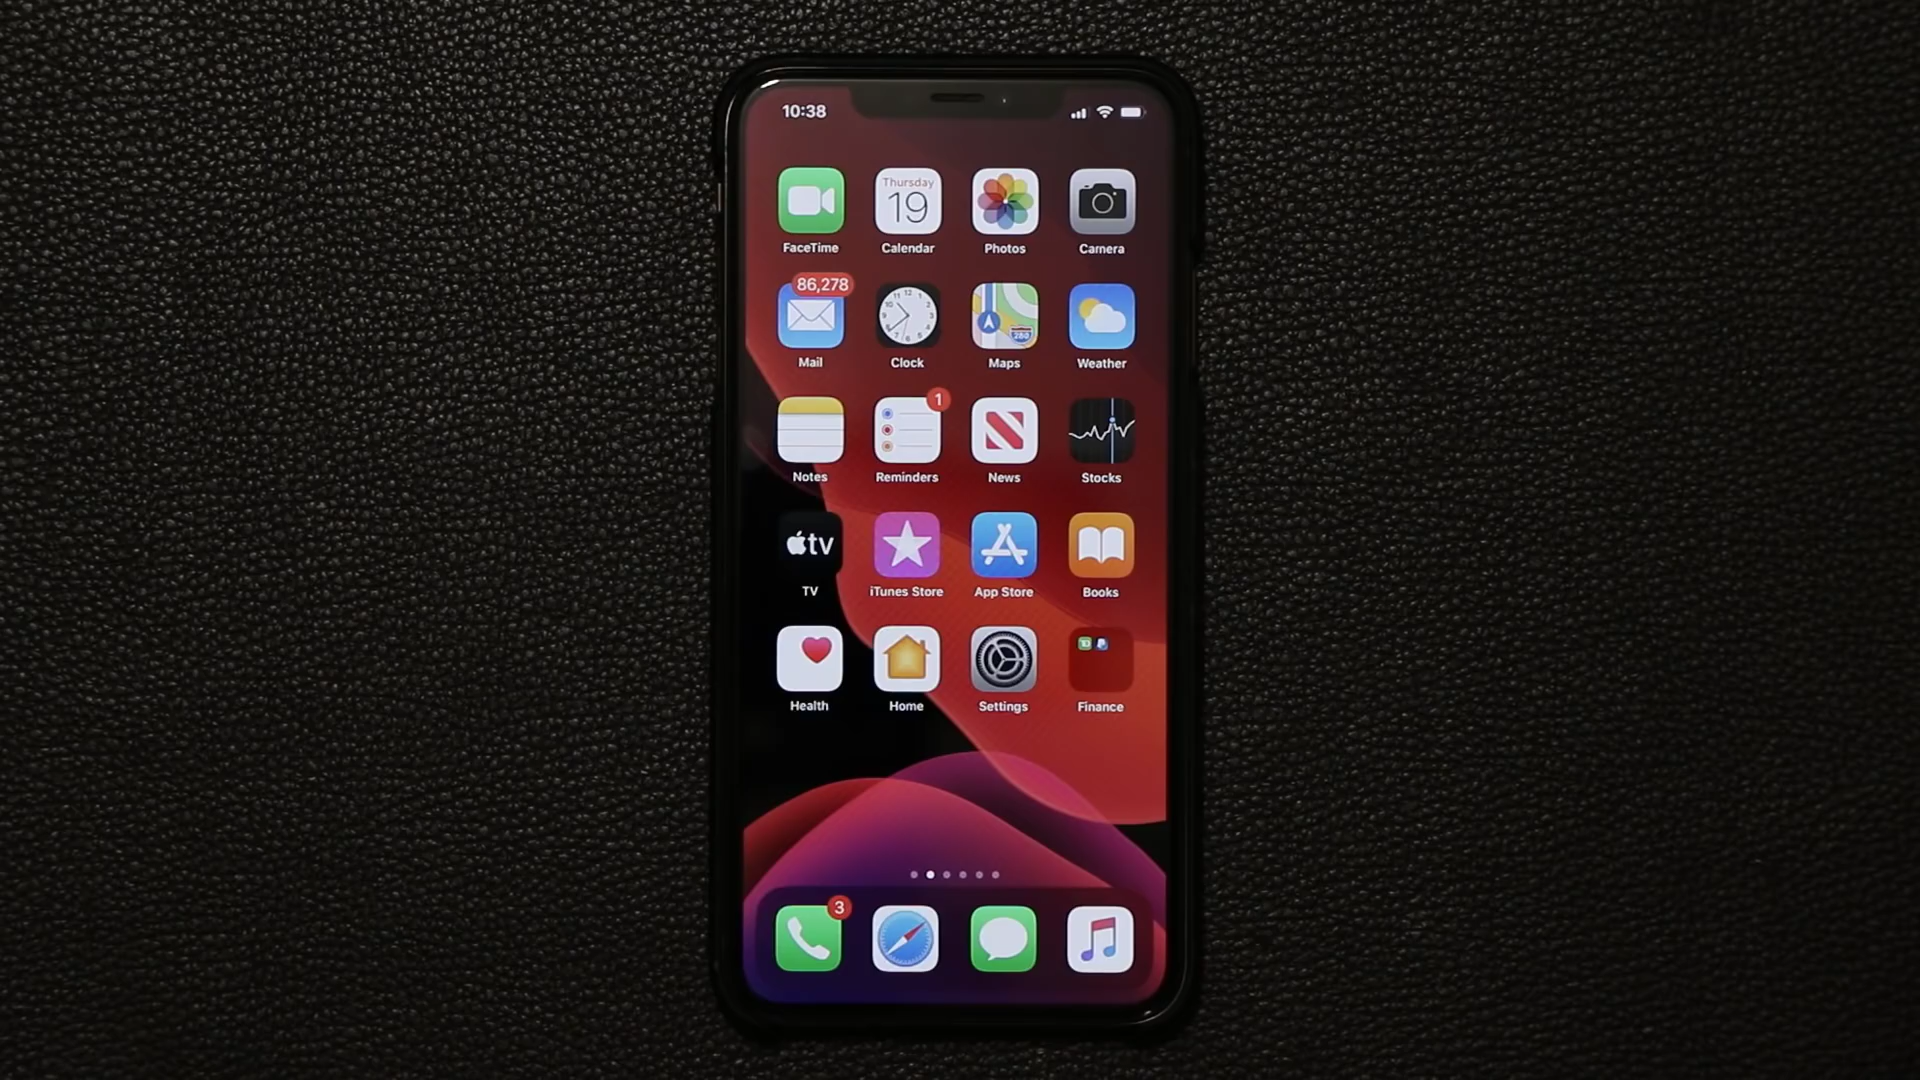 10:38
Thursday
19
FaceTime Calendar Photos Camera
86,278
Mail Clock Maps Weather
280
1
Notes Reminders News Stocks
tv
TV iTunes Store App Store Books
Health Home Settings Finance
3